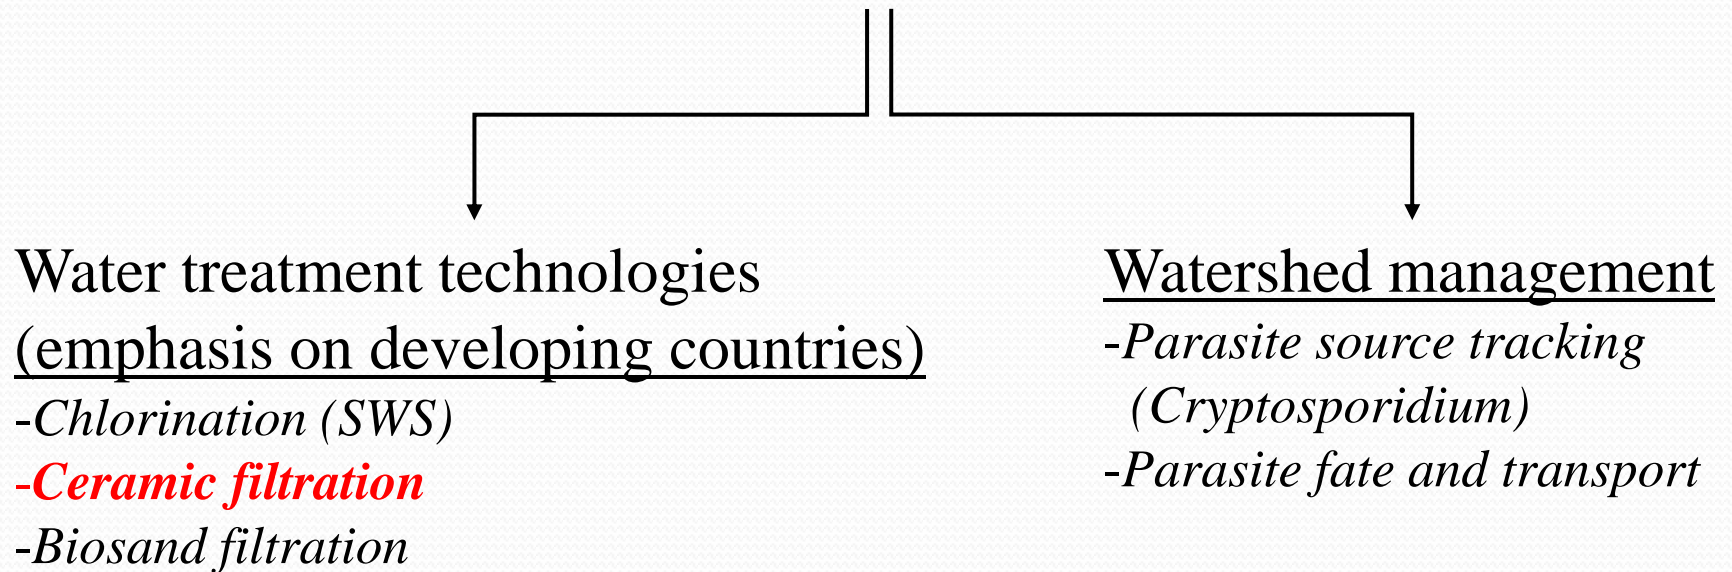 Water treatment technologies
(emphasis on developing countries)
-Chlorination (SWS)
-Ceramic filtration
-Biosand filtration
Watershed management
-Parasite source tracking
(Cryptosporidium)
-Parasite fate and transport